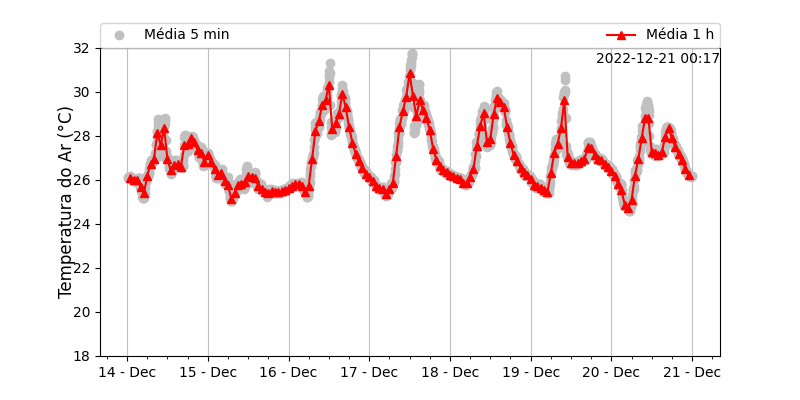 Média 5 min
Média 1 h
2022-12-21 00:17
Temperatura do Ar (°C)
32
30
28
26
24
22
20
18
14 - Dec
15 - Dec
16 - Dec
17 - Dec
18 - Dec
19 - Dec
20 - Dec
21 - Dec